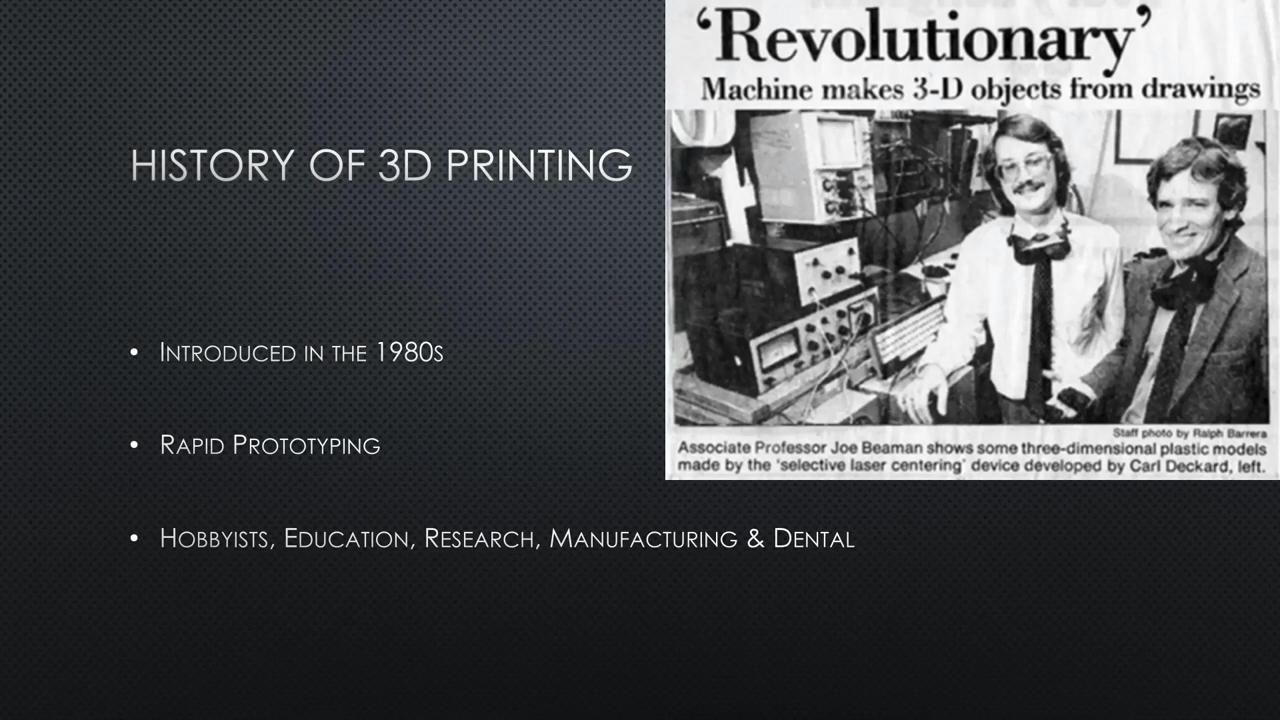 HISTORY OF 3D PRINTING
• INTRODUCED IN THE 1980S
• RAPID PROTOTYPING
• HOBBYISTS, EDUCATION, RESEARCH, MANUFACTURING & DENTAL
‘Revolutionary’
Machine makes 3-D objects from drawings
Staff photo by Ralph Barrera
Associate Professor Joe Beaman shows some three-dimensional plastic models
made by the ‘selective laser centering’ device developed by Carl Deckard, left.